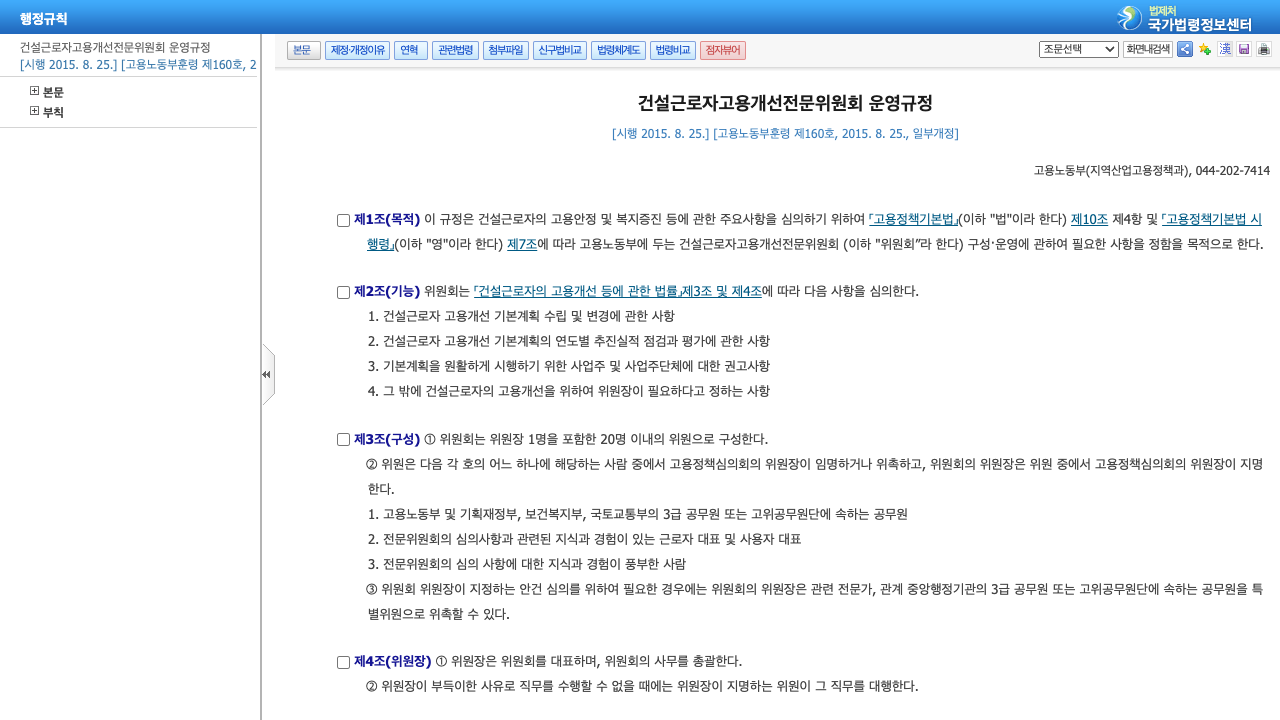 행정규칙
법제처
국가법령정보센터
건설근로자고용개선전문위원회 운영규정
[시행 2015. 8. 25.] [고용노동부훈령 제160호, 2
본문
부칙
본문 제정·개정이유 연혁 관련법령 첨부파일 신구법비교 법령체계도 법령비교 점자뷰어
조문선택 화면내검색
건설근로자고용개선전문위원회 운영규정
[시행 2015. 8. 25.] [고용노동부훈령 제160호, 2015. 8. 25., 일부개정]
고용노동부(지역산업고용정책과), 044-202-7414
제1조(목적) 이 규정은 건설근로자의 고용안정 및 복지증진 등에 관한 주요사항을 심의하기 위하여 「고용정책기본법」(이하 "법"이라 한다) 제10조 제4항 및 「고용정책기본법 시
행령」(이하 "영"이라 한다) 제7조에 따라 고용노동부에 두는 건설근로자고용개선전문위원회 (이하 "위원회”라 한다) 구성·운영에 관하여 필요한 사항을 정함을 목적으로 한다.
제2조(기능) 위원회는 「건설근로자의 고용개선 등에 관한 법률」제3조 및 제4조에 따라 다음 사항을 심의한다.
1. 건설근로자 고용개선 기본계획 수립 및 변경에 관한 사항
2. 건설근로자 고용개선 기본계획의 연도별 추진실적 점검과 평가에 관한 사항
3. 기본계획을 원활하게 시행하기 위한 사업주 및 사업주단체에 대한 권고사항
4. 그 밖에 건설근로자의 고용개선을 위하여 위원장이 필요하다고 정하는 사항
제3조(구성) ① 위원회는 위원장 1명을 포함한 20명 이내의 위원으로 구성한다.
② 위원은 다음 각 호의 어느 하나에 해당하는 사람 중에서 고용정책심의회의 위원장이 임명하거나 위촉하고, 위원회의 위원장은 위원 중에서 고용정책심의회의 위원장이 지명
한다.
1. 고용노동부 및 기획재정부, 보건복지부, 국토교통부의 3급 공무원 또는 고위공무원단에 속하는 공무원
2. 전문위원회의 심의사항과 관련된 지식과 경험이 있는 근로자 대표 및 사용자 대표
3. 전문위원회의 심의 사항에 대한 지식과 경험이 풍부한 사람
③ 위원회 위원장이 지정하는 안건 심의를 위하여 필요한 경우에는 위원회의 위원장은 관련 전문가, 관계 중앙행정기관의 3급 공무원 또는 고위공무원단에 속하는 공무원을 특
별위원으로 위촉할 수 있다.
제4조(위원장) ① 위원장은 위원회를 대표하며, 위원회의 사무를 총괄한다.
② 위원장이 부득이한 사유로 직무를 수행할 수 없을 때에는 위원장이 지명하는 위원이 그 직무를 대행한다.